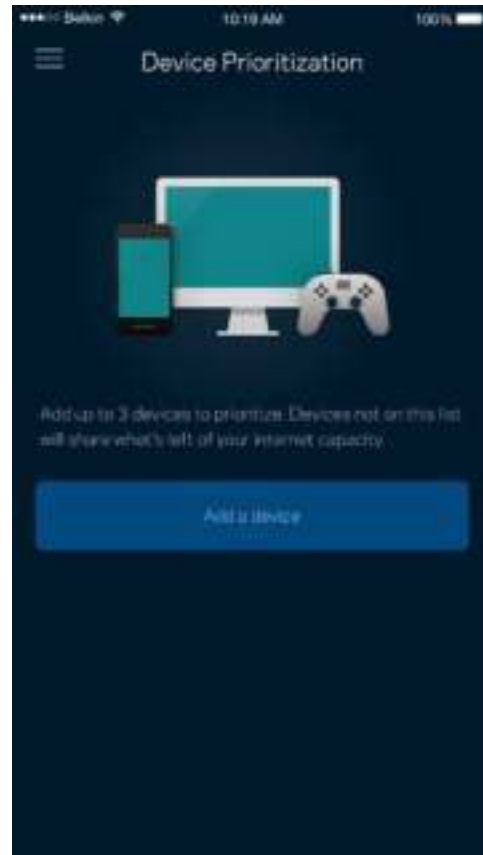 Belkin 10:19 AM 100%
Device Prioritization
Add up to 3 devices to prioritize. Devices not on this list
will share what's left of your Internet capacity.
Add a device